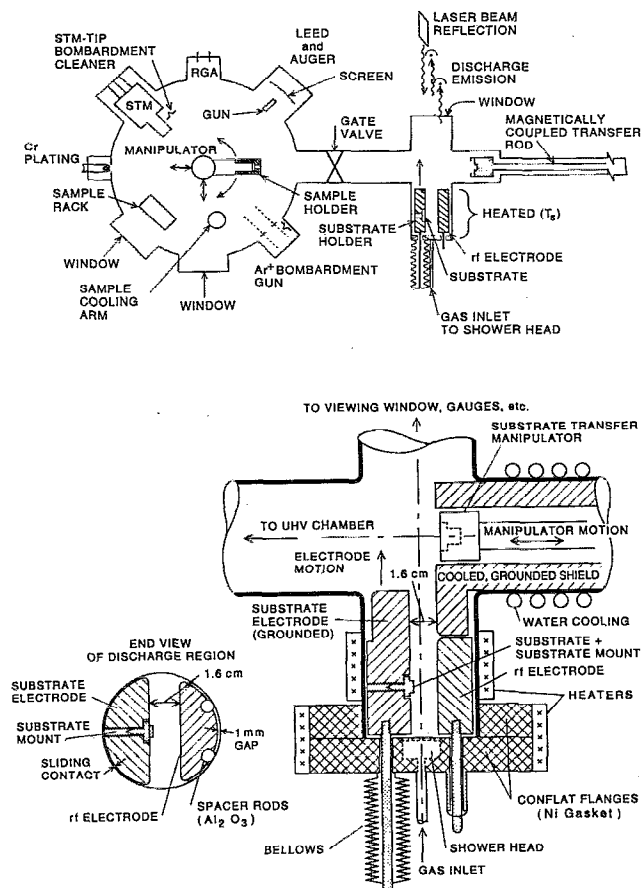 STM-TIP
BOMBARDMENT
CLEANER
RGA
LEED
and
AUGER
SCREEN
STM
GUN
Cr
PLATING
MANIPULATOR
GATE
VALVE
SAMPLE
RACK
SAMPLE
HOLDER
WINDOW
Ar+ BOMBARDMENT
GUN
SAMPLE
COOLING
ARM
WINDOW
LASER BEAM
REFLECTION
DISCHARGE
EMISSION
WINDOW
MAGNETICALLY
COUPLED TRANSFER
ROD
HEATED (Ts)
SUBSTRATE
HOLDER
rf ELECTRODE
SUBSTRATE
GAS INLET
TO SHOWER HEAD
TO VIEWING WINDOW, GAUGES, etc.
SUBSTRATE TRANSFER
MANIPULATOR
TO UHV CHAMBER
MANIPULATOR MOTION
ELECTRODE
MOTION
1.6 cm
COOLED, GROUNDED SHIELD
SUBSTRATE
ELECTRODE
(GROUNDED)
WATER COOLING
SUBSTRATE +
SUBSTRATE MOUNT
rf ELECTRODE
HEATERS
END VIEW
OF DISCHARGE REGION
1.6 cm
SUBSTRATE
ELECTRODE
SUBSTRATE
MOUNT
1 mm
GAP
SLIDING
CONTACT
rf ELECTRODE
SPACER RODS
(Al2 O3)
CONFLAT FLANGES
(Ni Gasket)
BELLOWS
SHOWER HEAD
GAS INLET